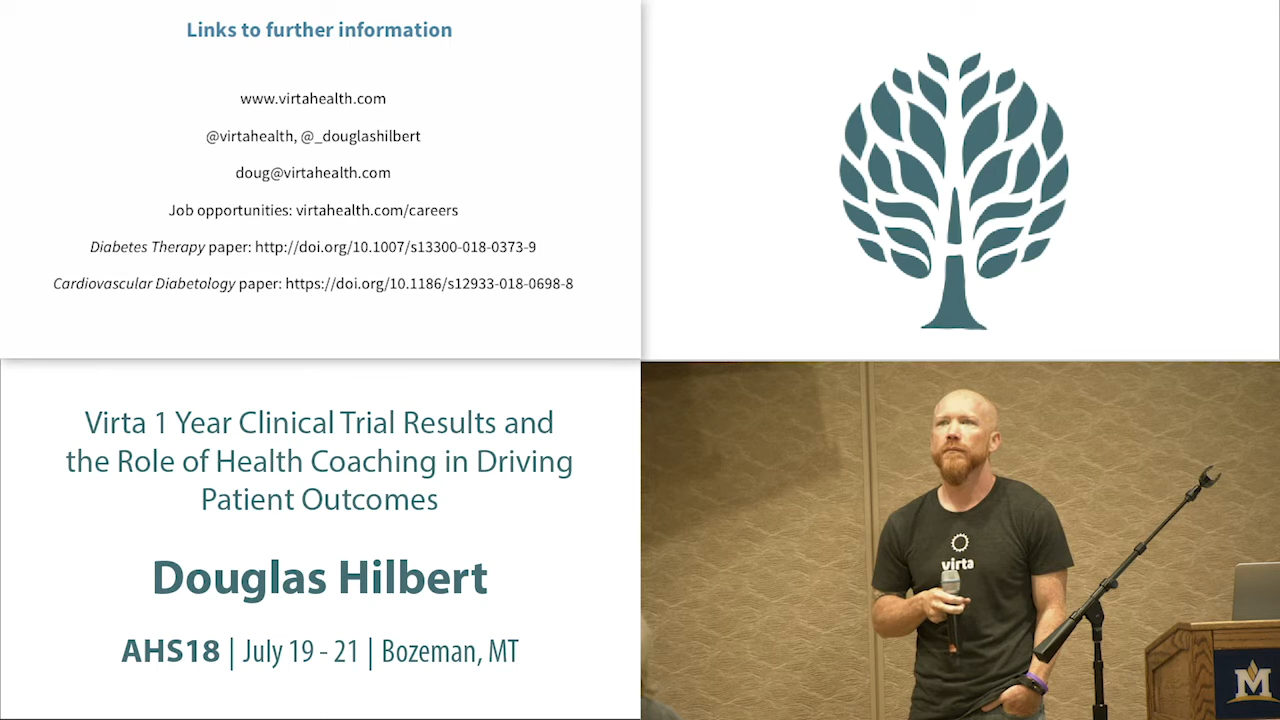 Links to further information
www.virtahealth.com
@virtahealth, @_douglashilbert
doug@virtahealth.com
Job opportunities: virtahealth.com/careers
Diabetes Therapy paper: http://doi.org/10.1007/s13300-018-0373-9
Cardiovascular Diabetology paper: https://doi.org/10.1186/s12933-018-0698-8
Virta 1 Year Clinical Trial Results and
the Role of Health Coaching in Driving
Patient Outcomes
Douglas Hilbert
AHS18 | July 19 - 21 | Bozeman, MT
virta
M